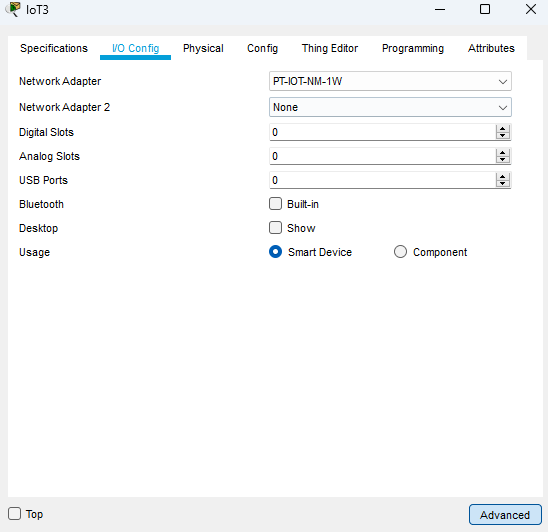 IoT3
Specifications I/O Config Physical Config Thing Editor Programming Attributes
Network Adapter PT-IOT-NM-1W
Network Adapter 2 None
Digital Slots 0
Analog Slots 0
USB Ports 0
Bluetooth Built-in
Desktop Show
Usage Smart Device Component
Top Advanced